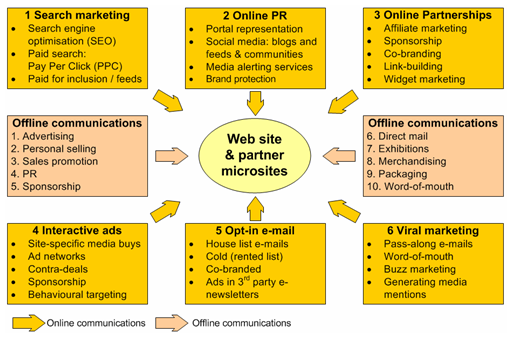 1 Search marketing
• Search engine
optimisation (SEO)
• Paid search:
Pay Per Click (PPC)
• Paid for inclusion / feeds
2 Online PR
• Portal representation
• Social media: blogs and
feeds & communities
• Media alerting services
• Brand protection
3 Online Partnerships
• Affiliate marketing
• Sponsorship
• Co-branding
• Link-building
• Widget marketing
Offline communications
1. Advertising
2. Personal selling
3. Sales promotion
4. PR
5. Sponsorship
Web site
& partner
microsites
Offline communications
6. Direct mail
7. Exhibitions
8. Merchandising
9. Packaging
10. Word-of-mouth
4 Interactive ads
• Site-specific media buys
• Ad networks
• Contra-deals
• Sponsorship
• Behavioural targeting
5 Opt-in e-mail
• House list e-mails
• Cold (rented list)
• Co-branded
• Ads in 3rd party e-
newsletters
6 Viral marketing
• Pass-along e-mails
• Word-of-mouth
• Buzz marketing
• Generating media
mentions
Online communications
Offline communications